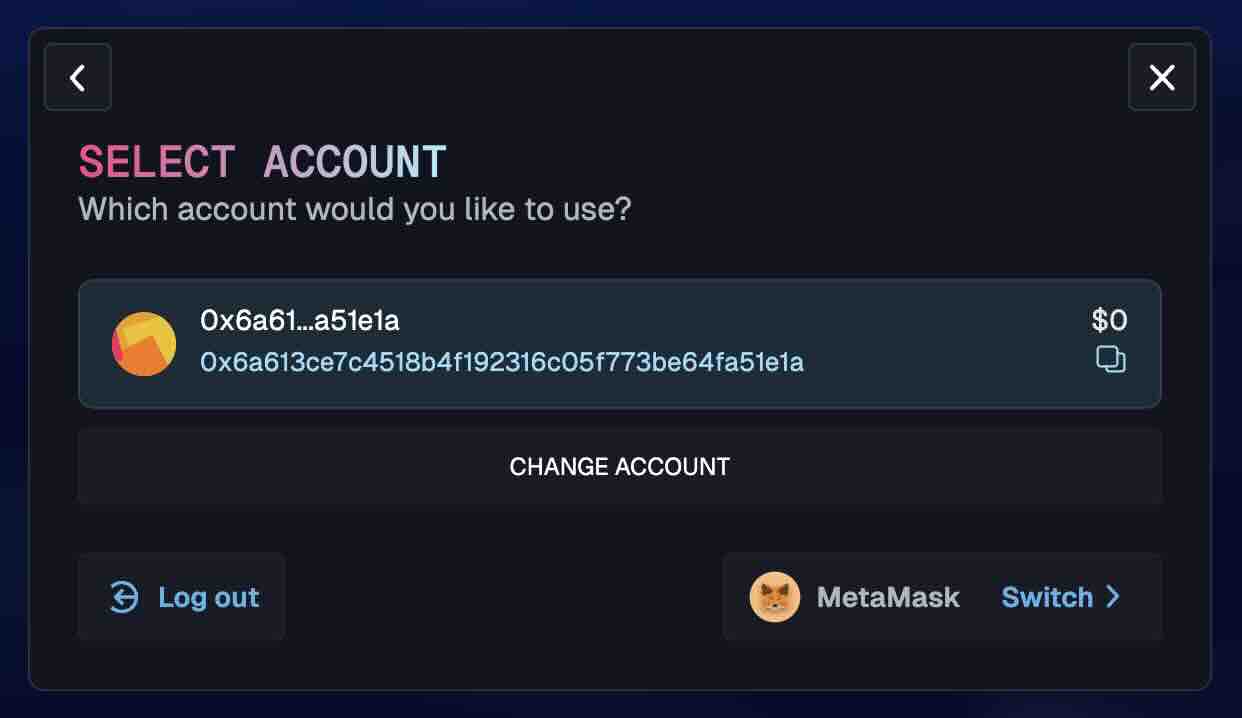 SELECT ACCOUNT
Which account would you like to use?
0x6a61...a51e1a
$0
0x6a613ce7c4518b4f192316c05f773be64fa51e1a
CHANGE ACCOUNT
Log out
MetaMask
Switch